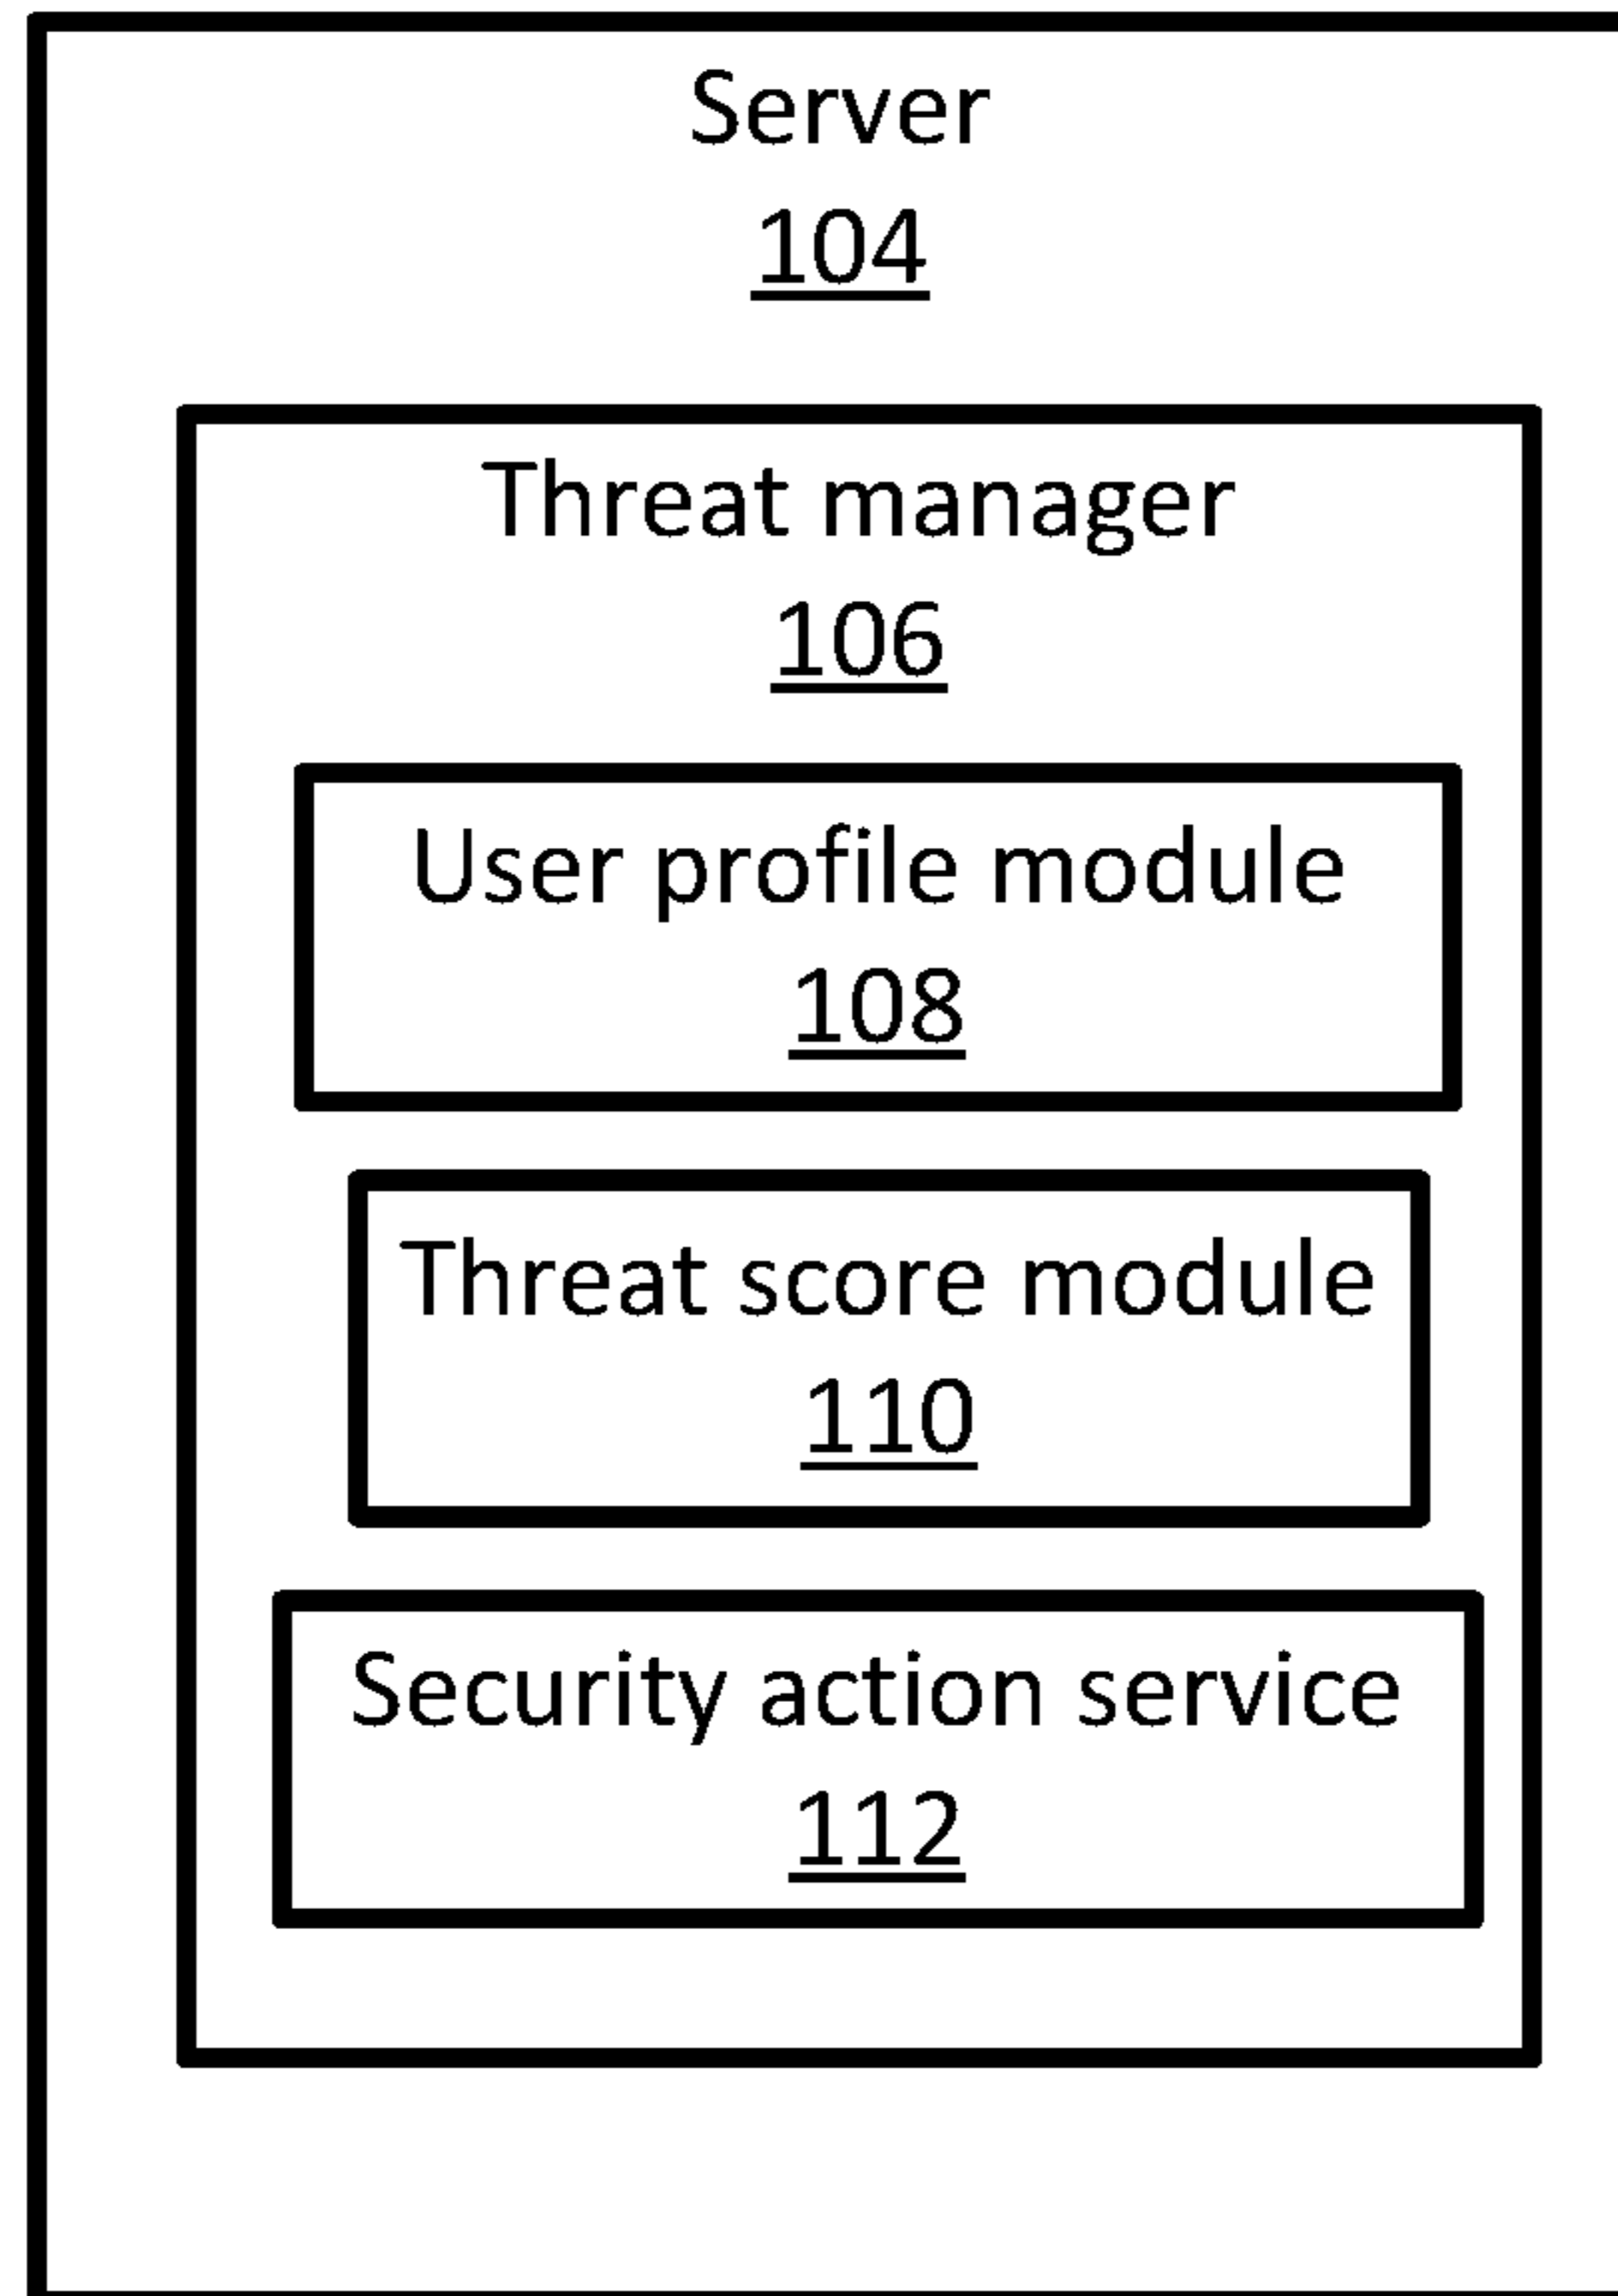 Server
104
Threat manager
106
User profile module
108
Threat score module
110
Security action service
112